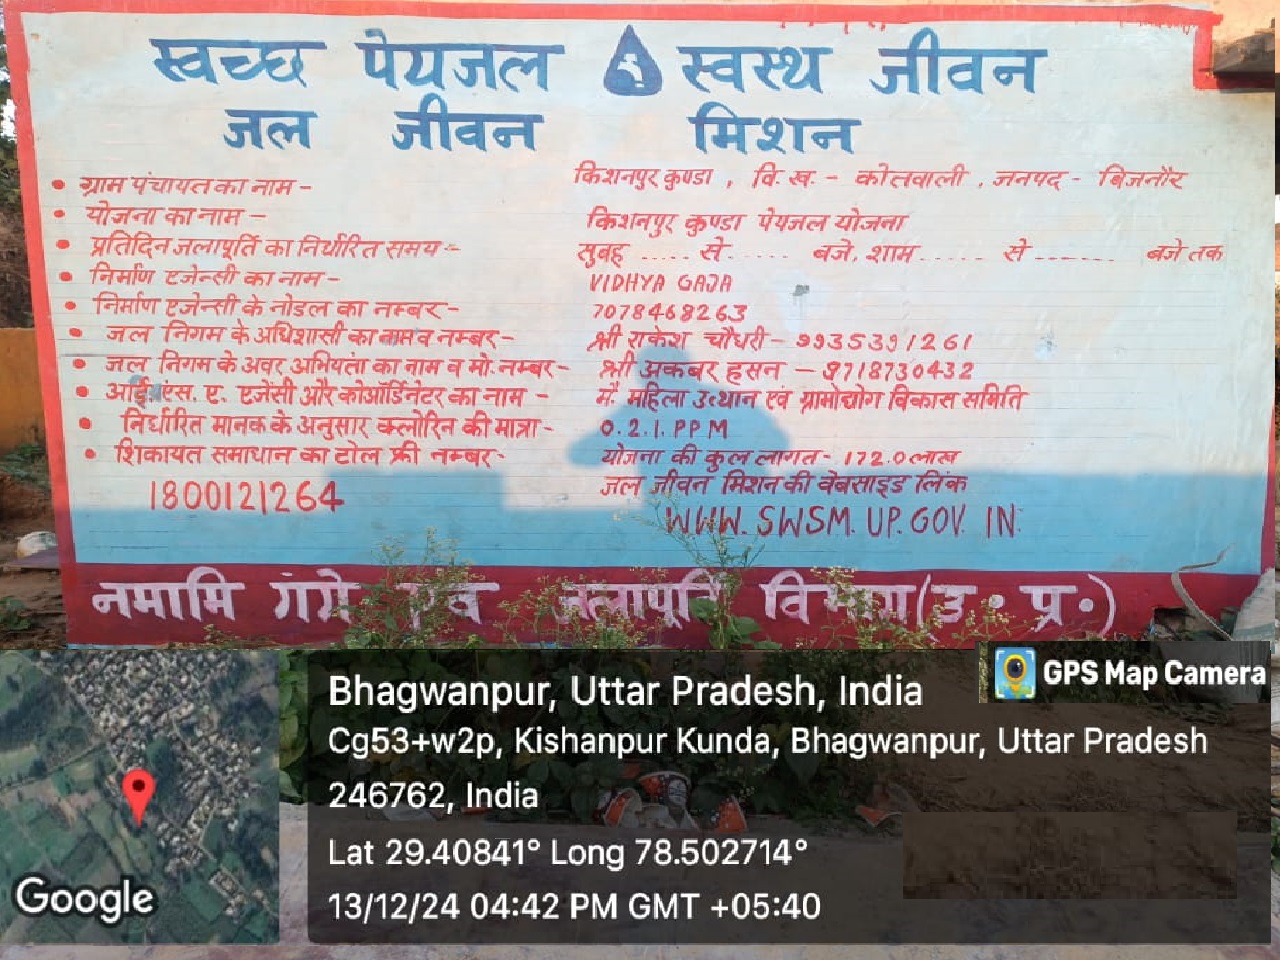 स्वच्छ पेयजल स्वस्थ जीवन
जल जीवन मिशन
• ग्राम पंचायत का नाम - किशनपुर कुण्डा, वि. ख. - कोतवाली, जनपद - बिजनौर
• योजना का नाम - किशनपुर कुण्डा पेयजल योजना
• प्रतिदिन जलापूर्ति का निर्धारित समय - सुबह ..... से ...... बजे, शाम ...... से ....... बजे तक
• निर्माण एजेन्सी का नाम - VIDHYA GAJA
• निर्माण एजेन्सी के नोडल का नम्बर - 7078468263
• जल निगम के अधिशासी का नाम व नम्बर - श्री राकेश चौधरी - 9935391261
• जल निगम के अवर अभियंता का नाम व मो. नम्बर - श्री अकबर हसन - 9718730432
• आई. एस. ए. एजेंसी और कोऑर्डिनेटर का नाम - मै. महिला उत्थान एवं ग्रामोद्योग विकास समिति
• निर्धारित मानक के अनुसार क्लोरिन की मात्रा - 0.2.1. PPM
• शिकायत समाधान का टोल फ्री नम्बर - योजना की कुल लागत - 172.0 लाख
जल जीवन मिशन की वेबसाइड लिंक
1800121264 WWW.SWSM.UP.GOV.IN.
नमामि गंगे एवं जलापूर्ति विभाग (उ.प्र.)
GPS Map Camera
Bhagwanpur, Uttar Pradesh, India
Cg53+w2p, Kishanpur Kunda, Bhagwanpur, Uttar Pradesh
246762, India
Lat 29.40841° Long 78.502714°
13/12/24 04:42 PM GMT +05:40
Google